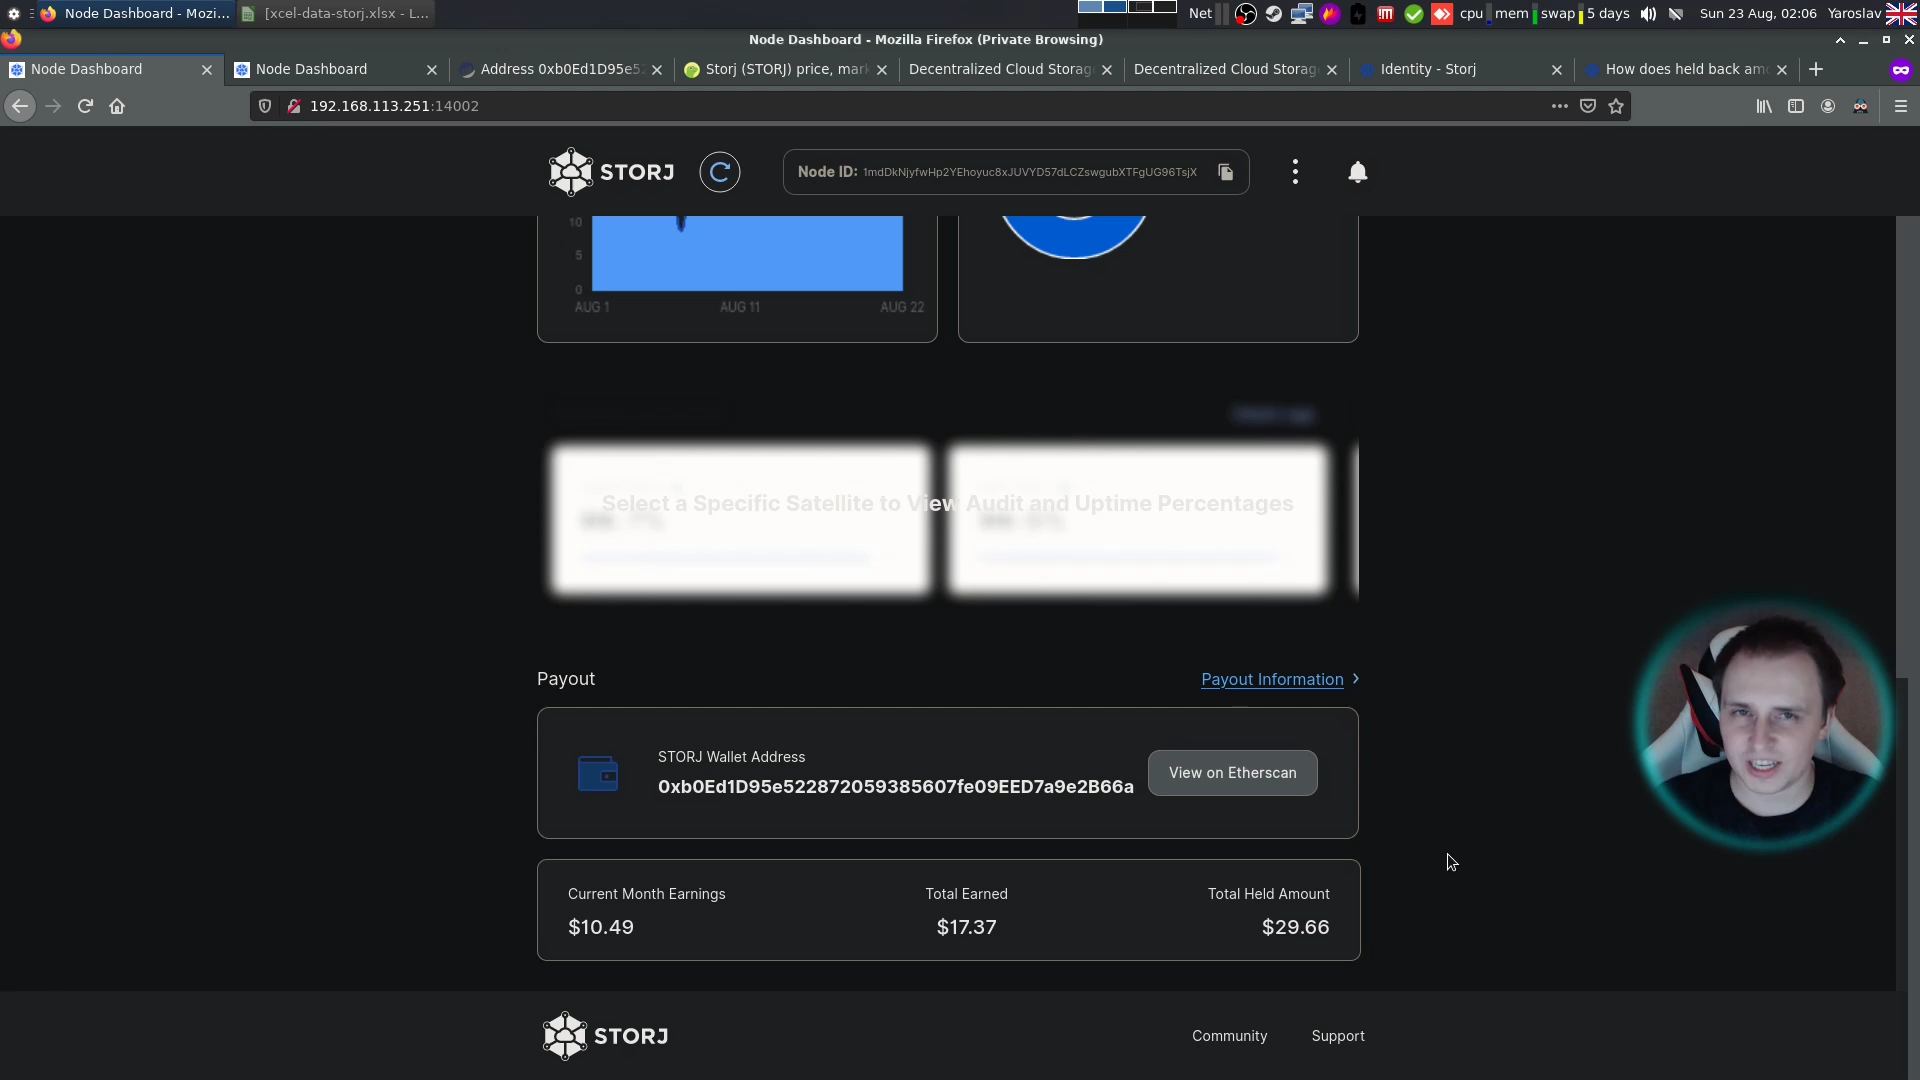 Node Dashboard - Mozi...
[xcel-data-storj.xlsx - L...
Net
cpu
mem
swap
5 days
Sun 23 Aug, 02:06
Yaroslav
Node Dashboard - Mozilla Firefox (Private Browsing)
Node Dashboard
Node Dashboard
Address 0xb0Ed1D95e5
Storj (STORJ) price, mar
Decentralized Cloud Storag
Decentralized Cloud Storag
Identity - Storj
How does held back am
192.168.113.251:14002
STORJ
Node ID: 1mdDkNjyfwHp2YEhoyuc8xJUVYD57dLCZswgubXTFgUG96TsjX
10
5
0
AUG 1
AUG 11
AUG 22
Select a Specific Satellite to View Audit and Uptime Percentages
Payout
Payout Information
STORJ Wallet Address
0xb0Ed1D95e522872059385607fe09EED7a9e2B66a
View on Etherscan
Current Month Earnings
Total Earned
Total Held Amount
$10.49
$17.37
$29.66
STORJ
Community
Support